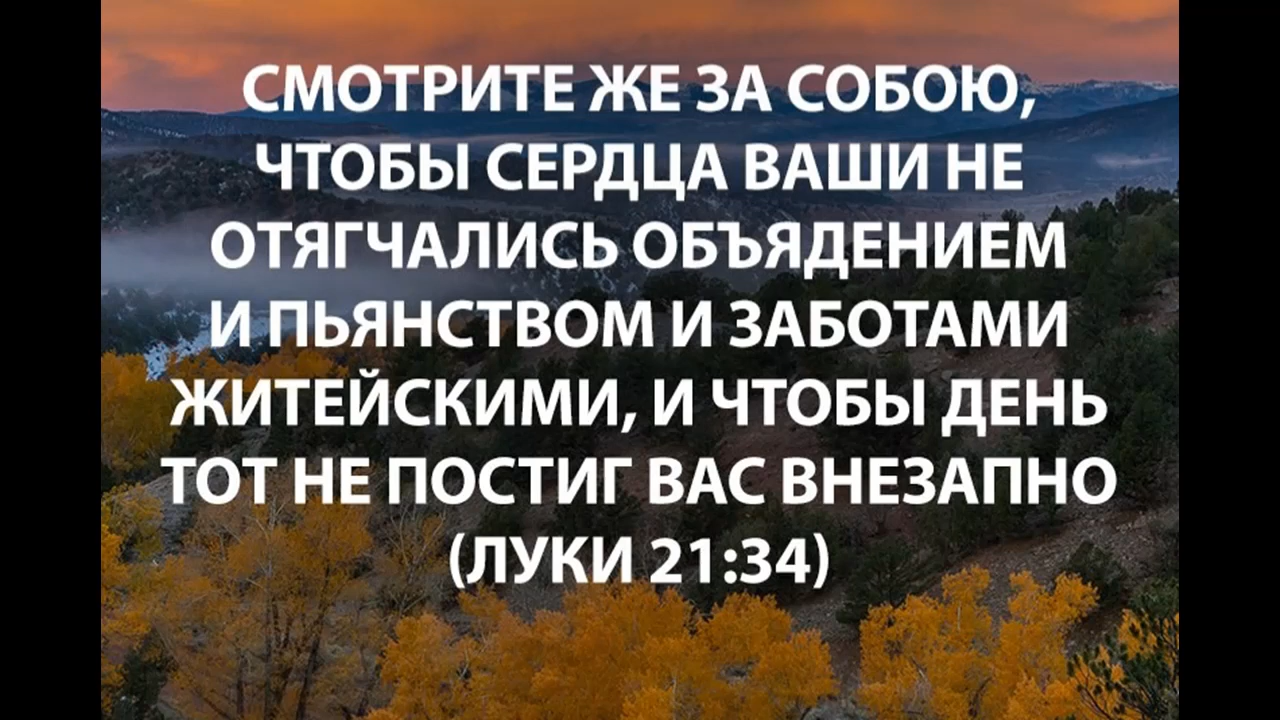 СМОТРИТЕ ЖЕ ЗА СОБОЮ,
ЧТОБЫ СЕРДЦА ВАШИ НЕ
ОТЯГЧАЛИСЬ ОБЪЯДЕНИЕМ
И ПЬЯНСТВОМ И ЗАБОТАМИ
ЖИТЕЙСКИМИ, И ЧТОБЫ ДЕНЬ
ТОТ НЕ ПОСТИГ ВАС ВНЕЗАПНО
(ЛУКИ 21:34)